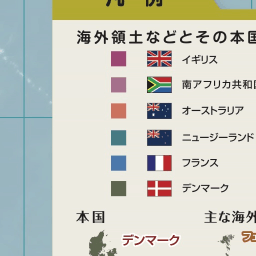 凡例
海外領土などとその本国
イギリス
南アフリカ共和国
オーストラリア
ニュージーランド
フランス
デンマーク
本国 主な海外
デンマーク フェ